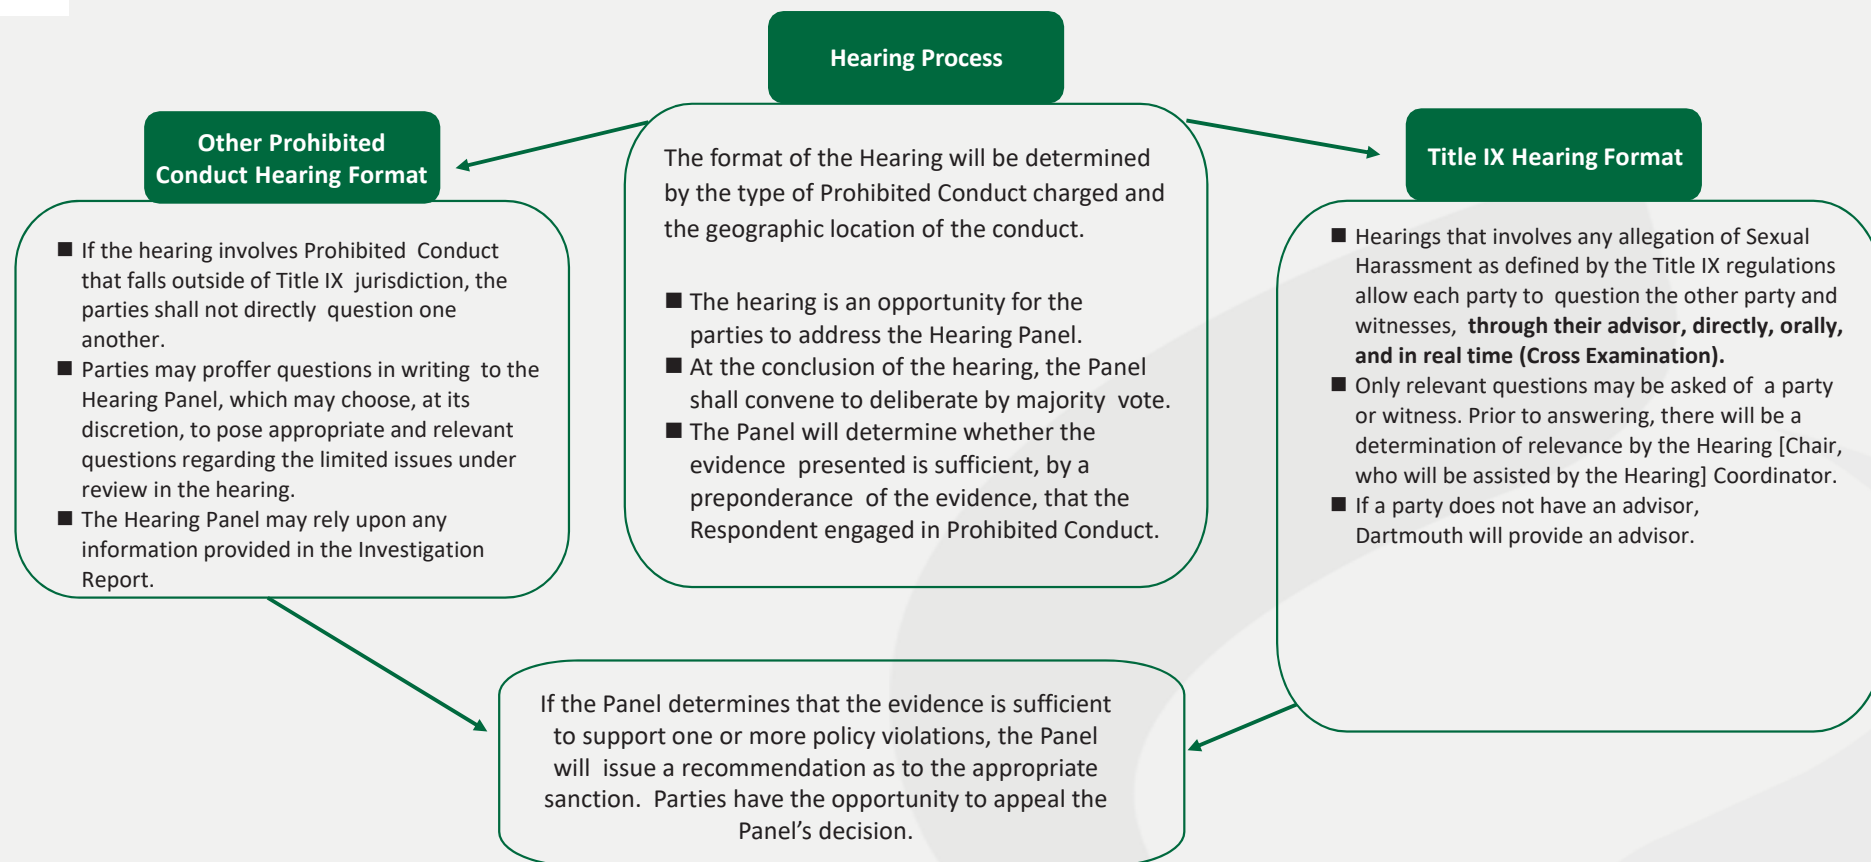 Hearing Process
The format of the Hearing will be determined
by the type of Prohibited Conduct charged and
the geographic location of the conduct.
■ The hearing is an opportunity for the
parties to address the Hearing Panel.
■ At the conclusion of the hearing, the Panel
shall convene to deliberate by majority vote.
■ The Panel will determine whether the
evidence presented is sufficient, by a
preponderance of the evidence, that the
Respondent engaged in Prohibited Conduct.
Other Prohibited
Conduct Hearing Format
■ If the hearing involves Prohibited Conduct
that falls outside of Title IX jurisdiction, the
parties shall not directly question one
another.
■ Parties may proffer questions in writing to the
Hearing Panel, which may choose, at its
discretion, to pose appropriate and relevant
questions regarding the limited issues under
review in the hearing.
■ The Hearing Panel may rely upon any
information provided in the Investigation
Report.
Title IX Hearing Format
■ Hearings that involves any allegation of Sexual
Harassment as defined by the Title IX regulations
allow each party to question the other party and
witnesses, through their advisor, directly, orally,
and in real time (Cross Examination).
■ Only relevant questions may be asked of a party
or witness. Prior to answering, there will be a
determination of relevance by the Hearing [Chair,
who will be assisted by the Hearing] Coordinator.
■ If a party does not have an advisor,
Dartmouth will provide an advisor.
If the Panel determines that the evidence is sufficient
to support one or more policy violations, the Panel
will issue a recommendation as to the appropriate
sanction. Parties have the opportunity to appeal the
Panel’s decision.